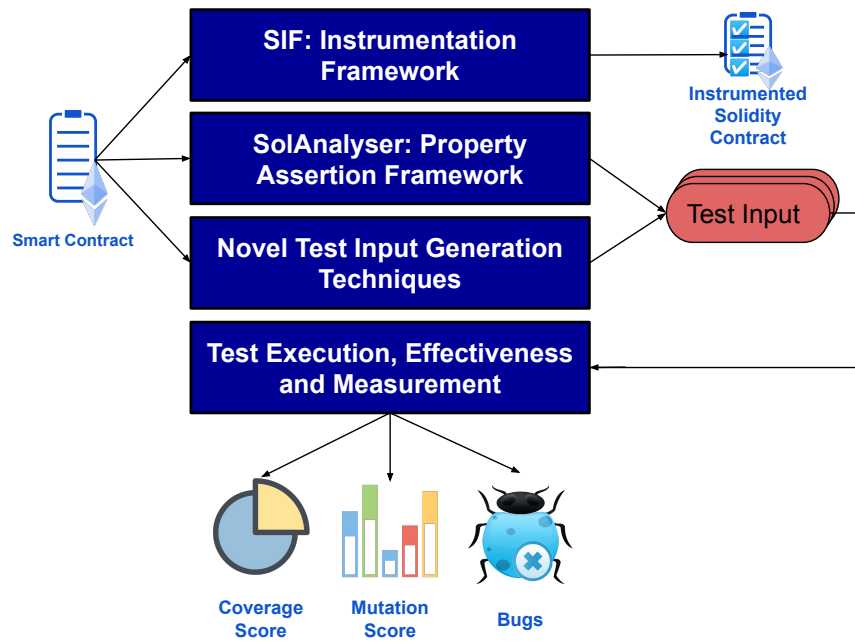 SIF: Instrumentation
Framework
Instrumented
Solidity
Contract
SolAnalyser: Property
Assertion Framework
Smart Contract
Test Input
Novel Test Input Generation
Techniques
Test Execution, Effectiveness
and Measurement
Coverage
Score
Mutation
Score
Bugs